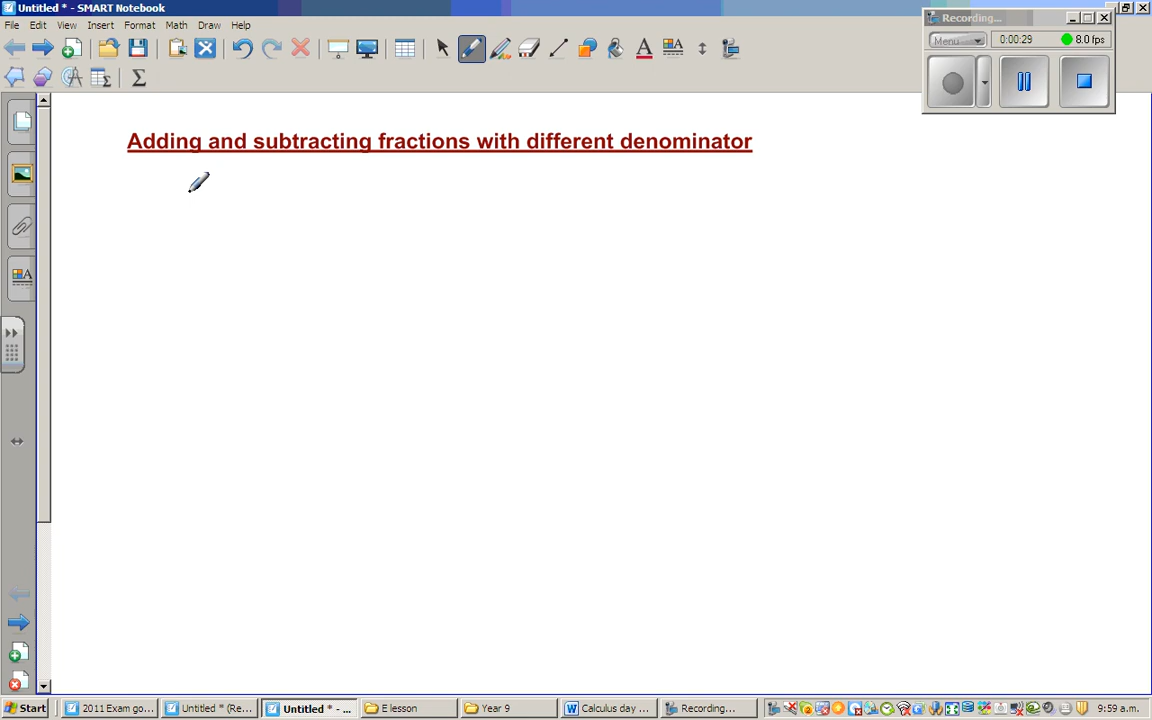 Untitled * - SMART Notebook
File Edit View Insert Format Math Draw Help
Recording...
Menu 0:00:29 8.0 fps
Adding and subtracting fractions with different denominator
Start 2011 Exam go... Untitled * (Re... Untitled * - ... E lesson Year 9 Calculus day ... Recording... 9:59 a.m.